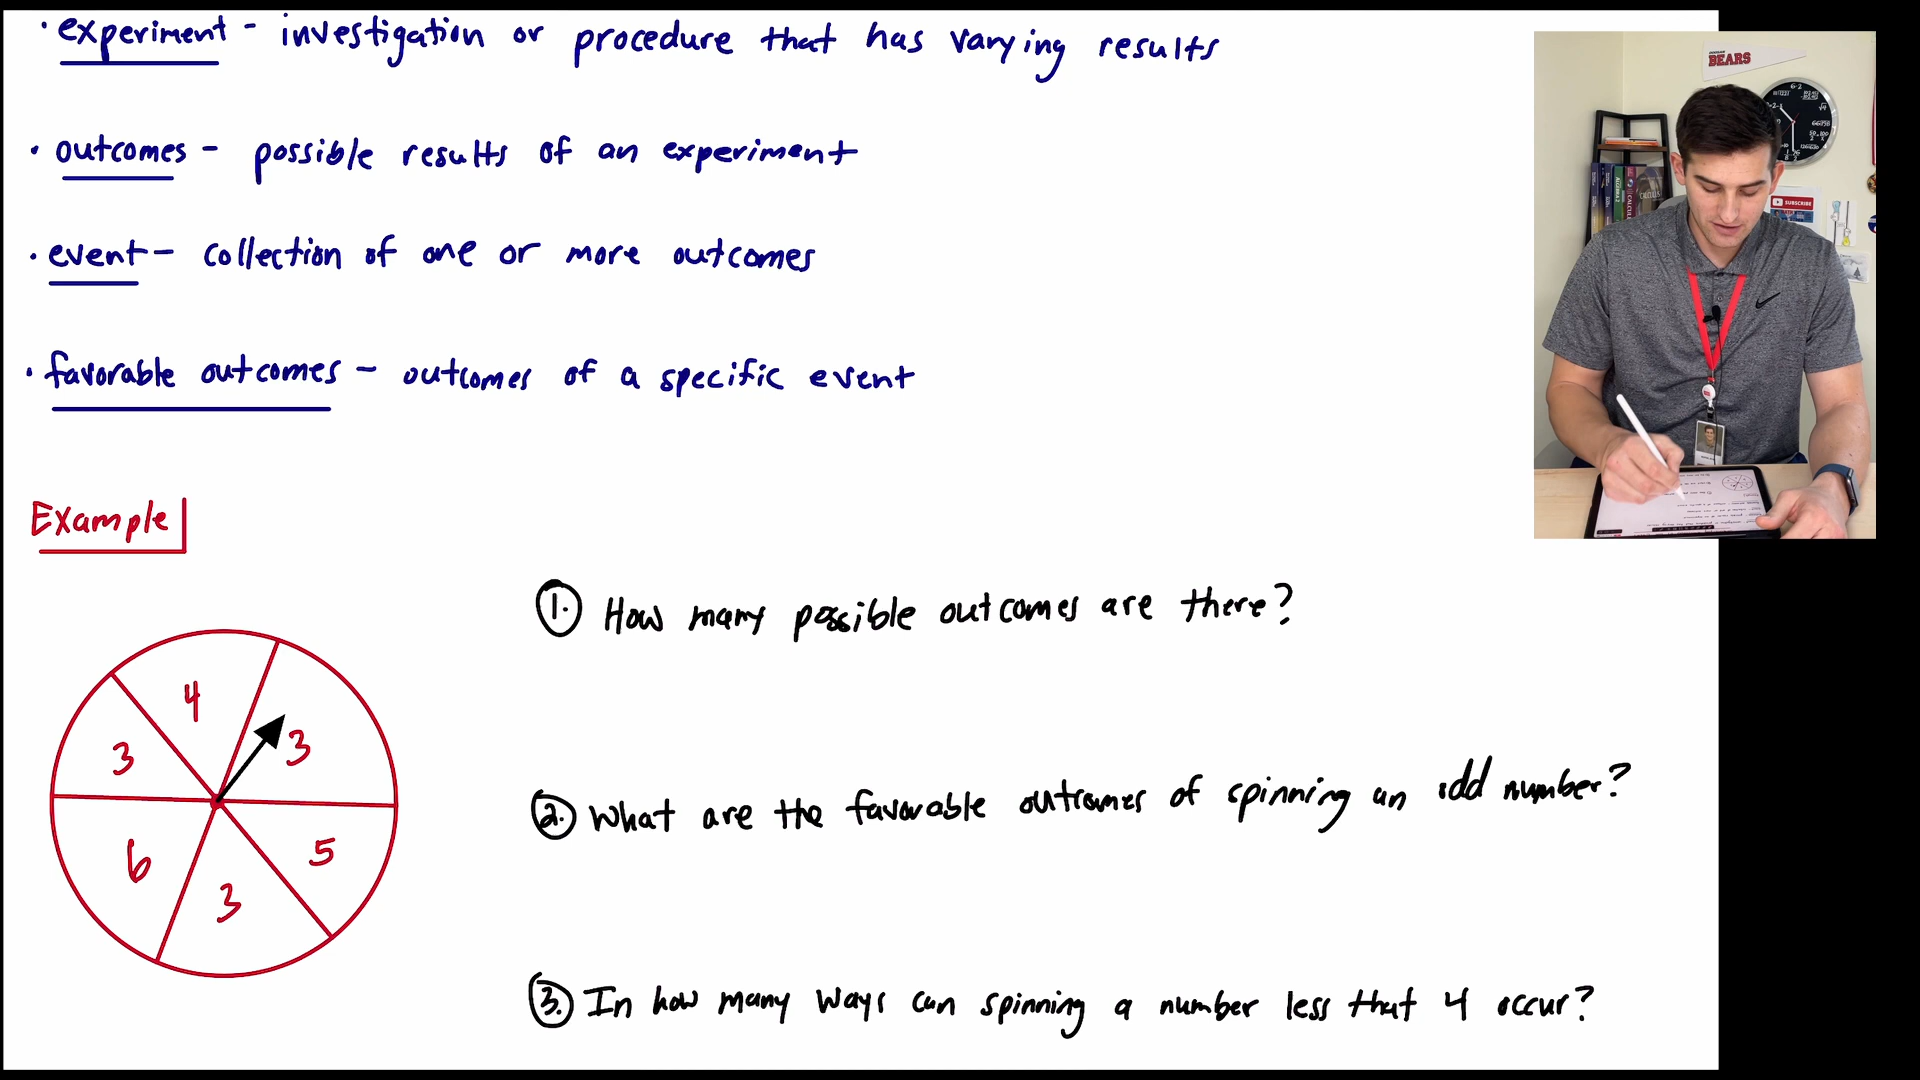 • experiment - investigation or procedure that has varying results
• outcomes - possible results of an experiment
• event - collection of one or more outcomes
• favorable outcomes - outcomes of a specific event
Example
4
3
3
6
5
3
1. How many possible outcomes are there?
2. What are the favorable outcomes of spinning an odd number?
3. In how many ways can spinning a number less that 4 occur?
BEARS
SUBSCRIBE